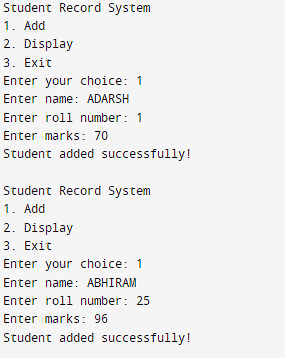 Student Record System
1. Add
2. Display
3. Exit
Enter your choice: 1
Enter name: ADARSH
Enter roll number: 1
Enter marks: 70
Student added successfully!

Student Record System
1. Add
2. Display
3. Exit
Enter your choice: 1
Enter name: ABHIRAM
Enter roll number: 25
Enter marks: 96
Student added successfully!